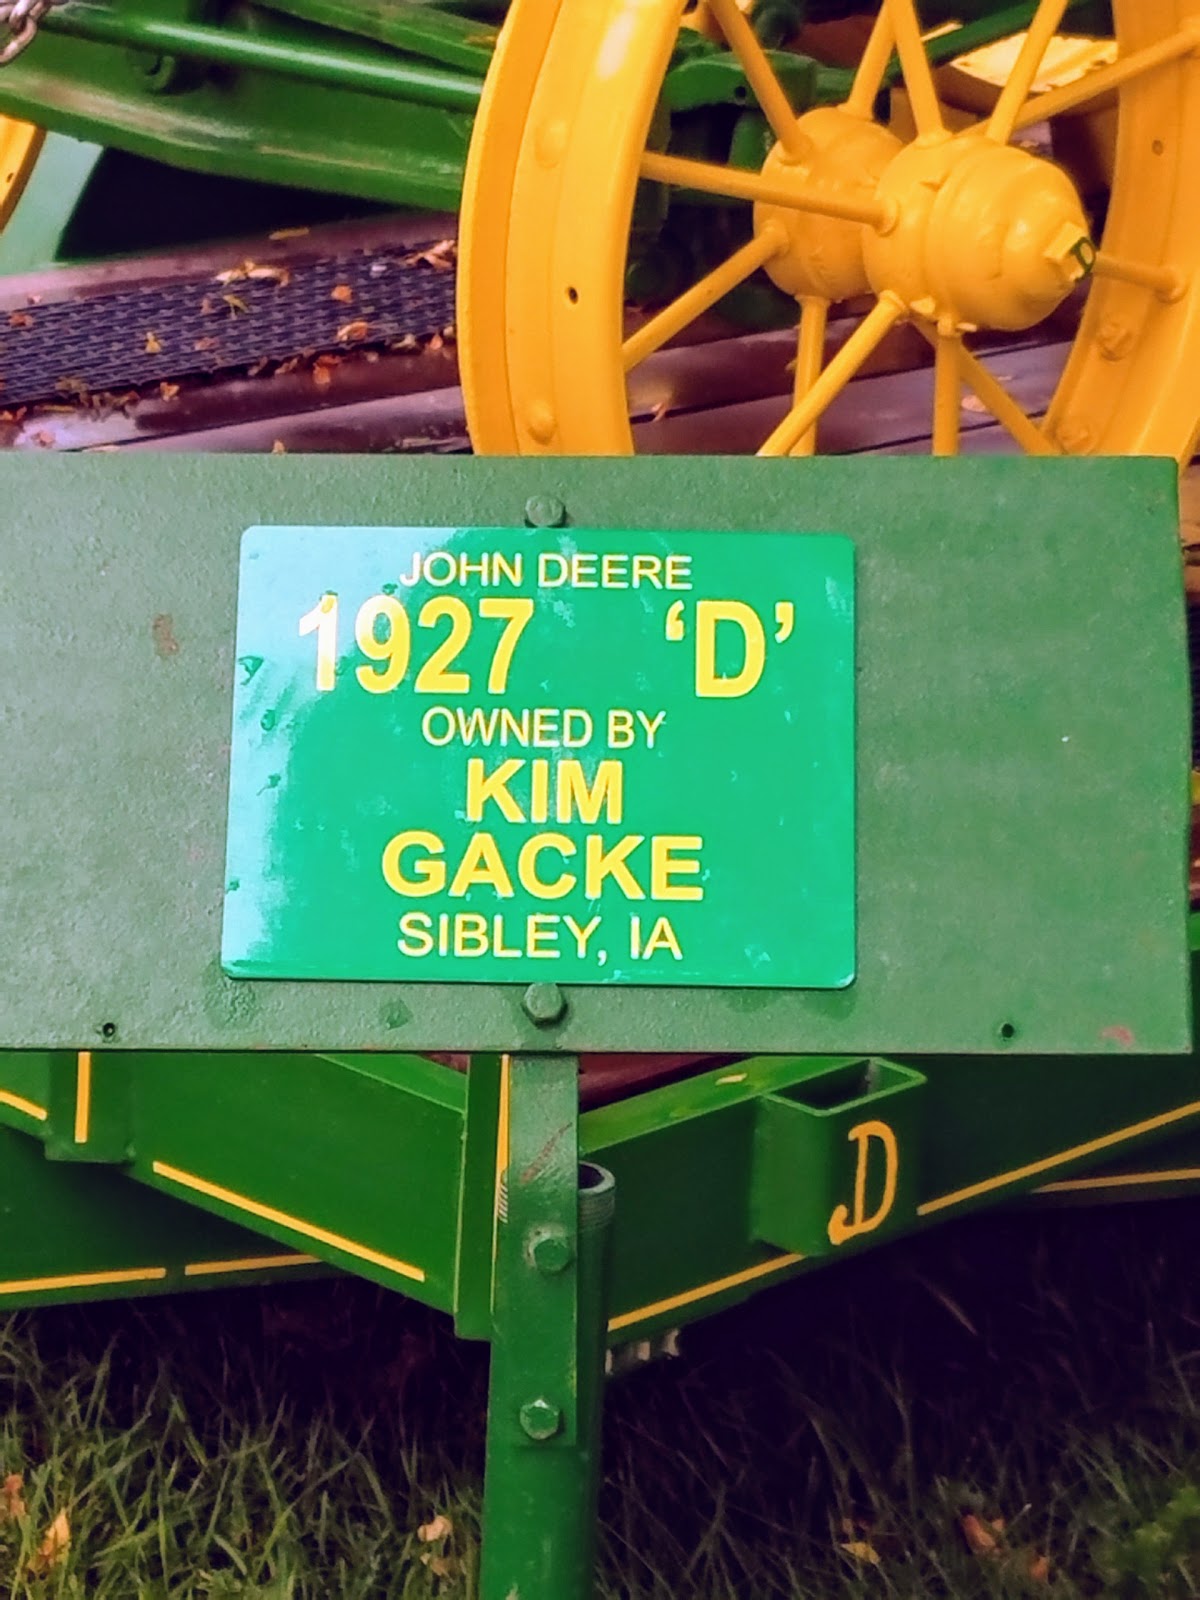 D
JOHN DEERE
1927 ‘D’
OWNED BY
KIM
GACKE
SIBLEY, IA
D